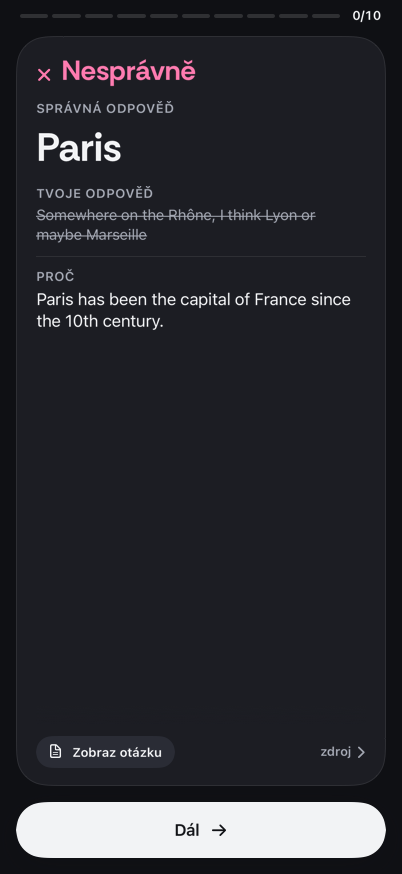 0/10
Nesprávně
SPRÁVNÁ ODPOVĚĎ
Paris
TVOJE ODPOVĚĎ
Somewhere on the Rhône, I think Lyon or
maybe Marseille
PROČ
Paris has been the capital of France since
the 10th century.
Zobraz otázku
zdroj
Dál